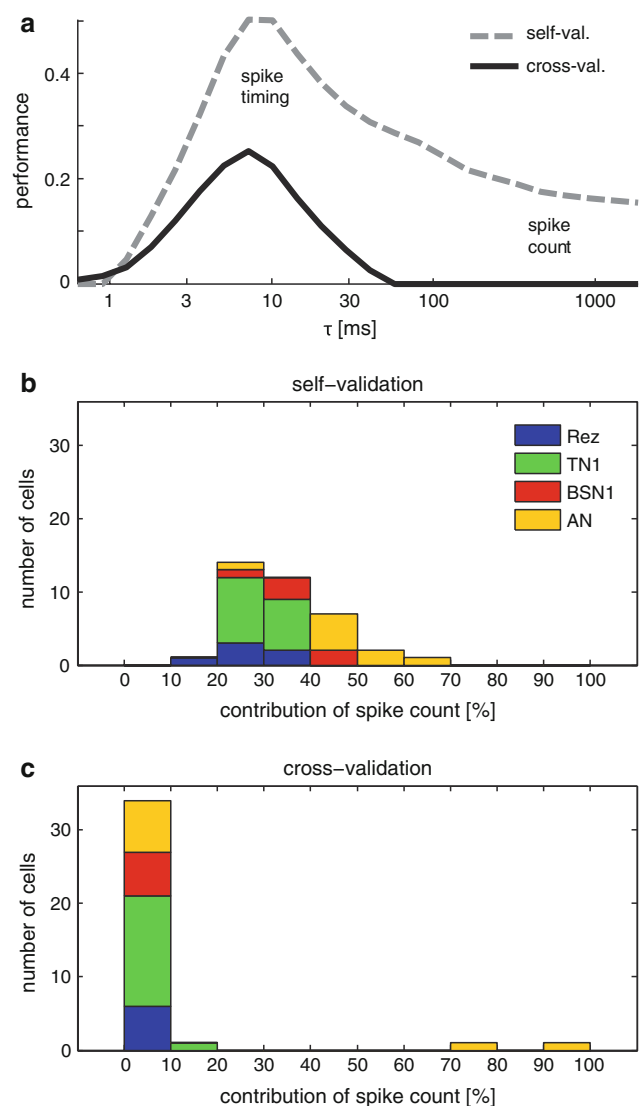 a
self-val.
cross-val.
spike
timing
spike
count
performance
0.4
0.2
0
1
3
10
30
100
1000
τ [ms]
b
self−validation
Rez
TN1
BSN1
AN
number of cells
30
20
10
0
0 10 20 30 40 50 60 70 80 90 100
contribution of spike count [%]
c
cross−validation
number of cells
30
20
10
0
0 10 20 30 40 50 60 70 80 90 100
contribution of spike count [%]